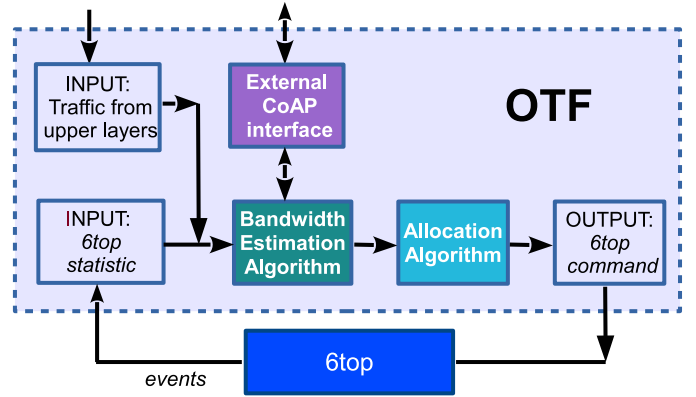 INPUT:
Traffic from
upper layers
External
CoAP
interface
OTF
INPUT:
6top
statistic
Bandwidth
Estimation
Algorithm
Allocation
Algorithm
OUTPUT:
6top
command
events
6top